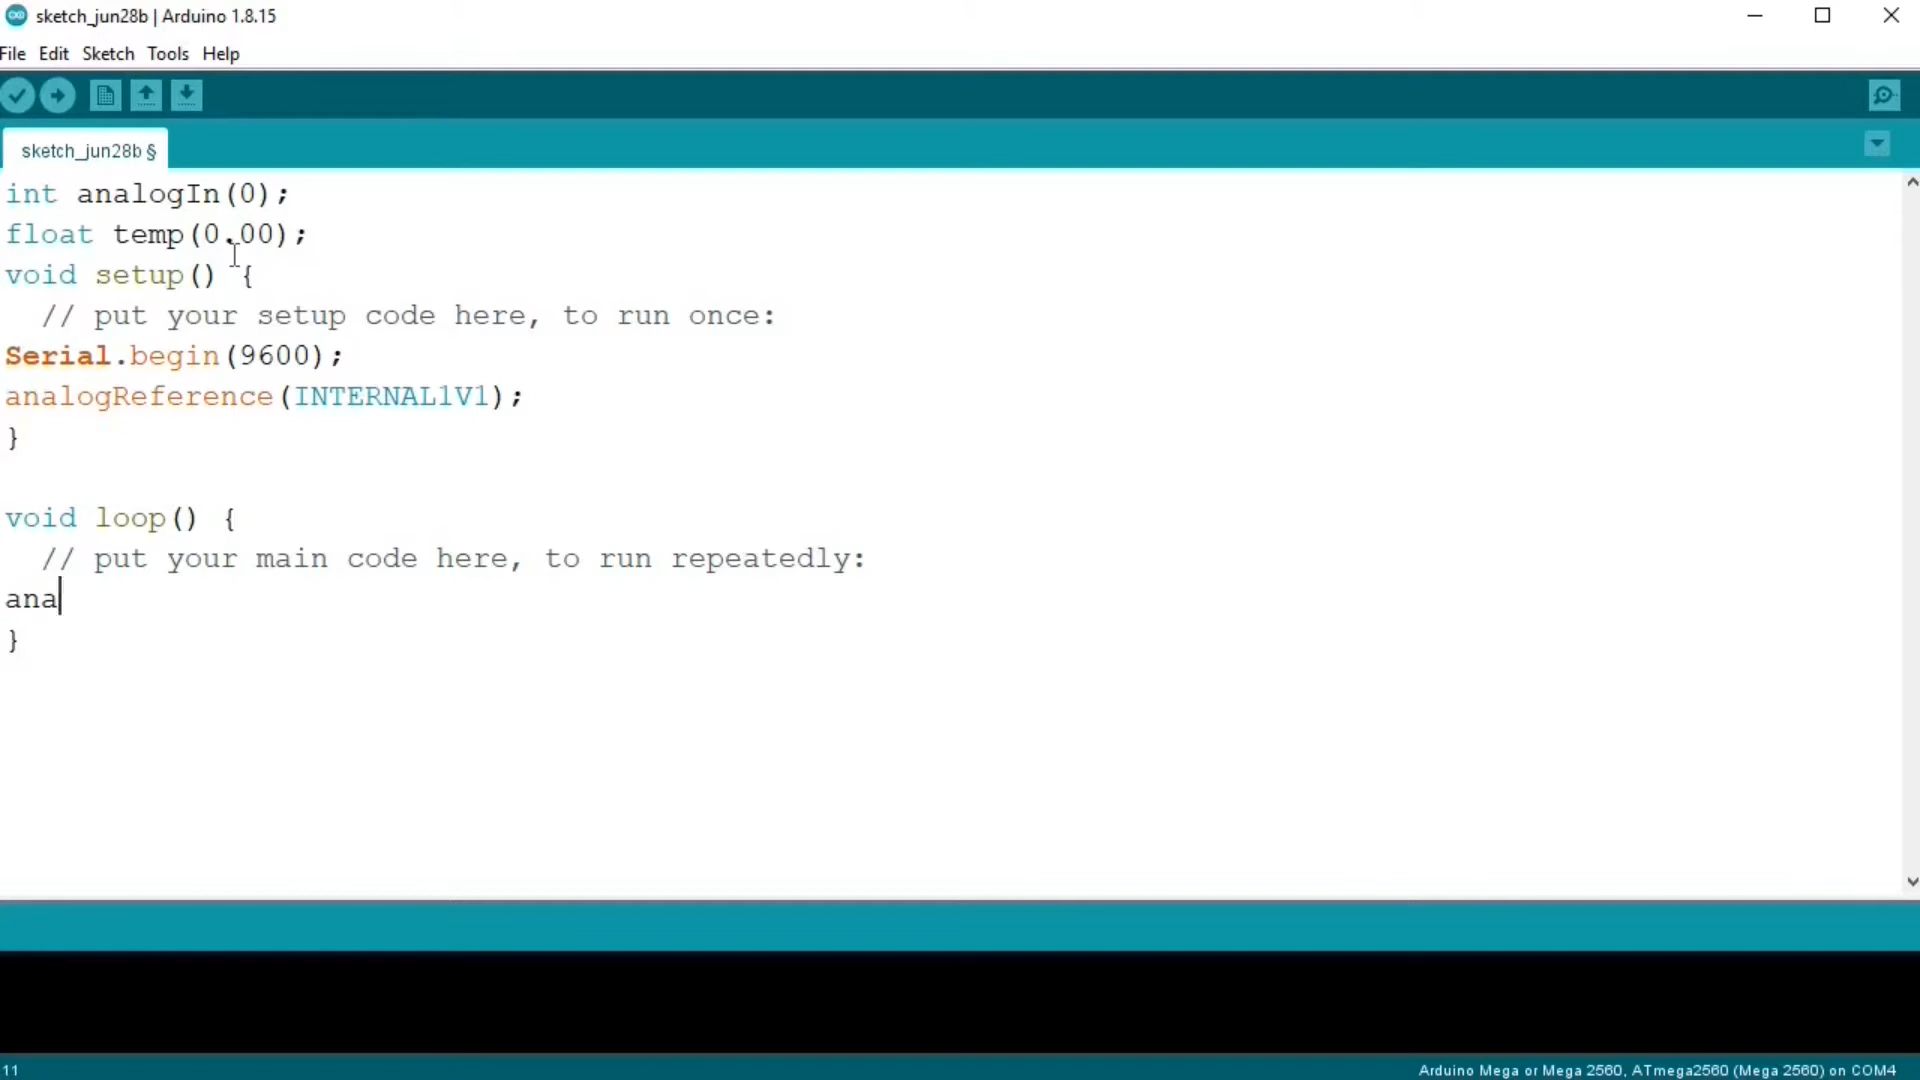 sketch_jun28b | Arduino 1.8.15
File Edit Sketch Tools Help
sketch_jun28b §
int analogIn(0);
float temp(0.00);
void setup() {
  // put your setup code here, to run once:
Serial.begin(9600);
analogReference(INTERNAL1V1);
}
void loop() {
  // put your main code here, to run repeatedly:
ana
}
11
Arduino Mega or Mega 2560, ATmega2560 (Mega 2560) on COM4